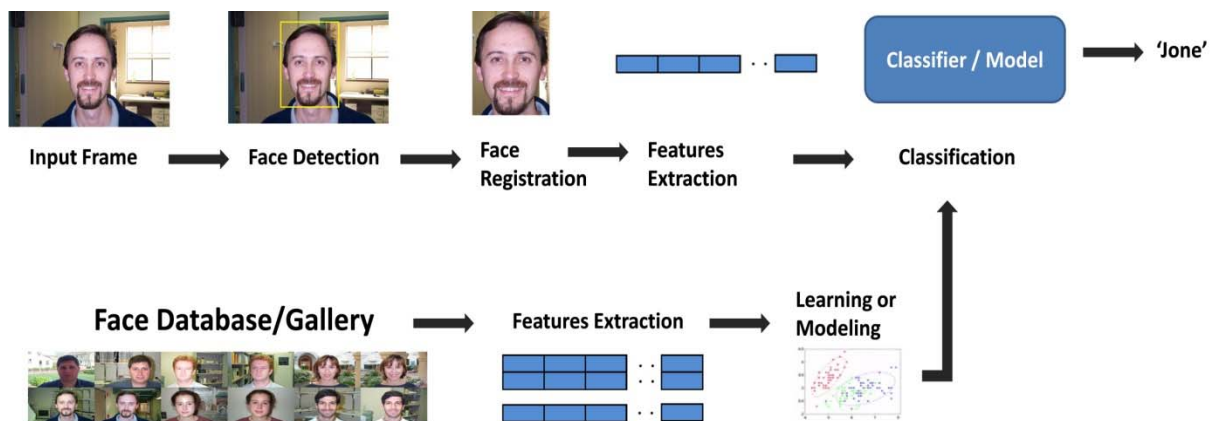 Classifier / Model
'Jone'
Input Frame
Face Detection
Face
Registration
Features
Extraction
Classification
Face Database/Gallery
Features Extraction
Learning or
Modeling